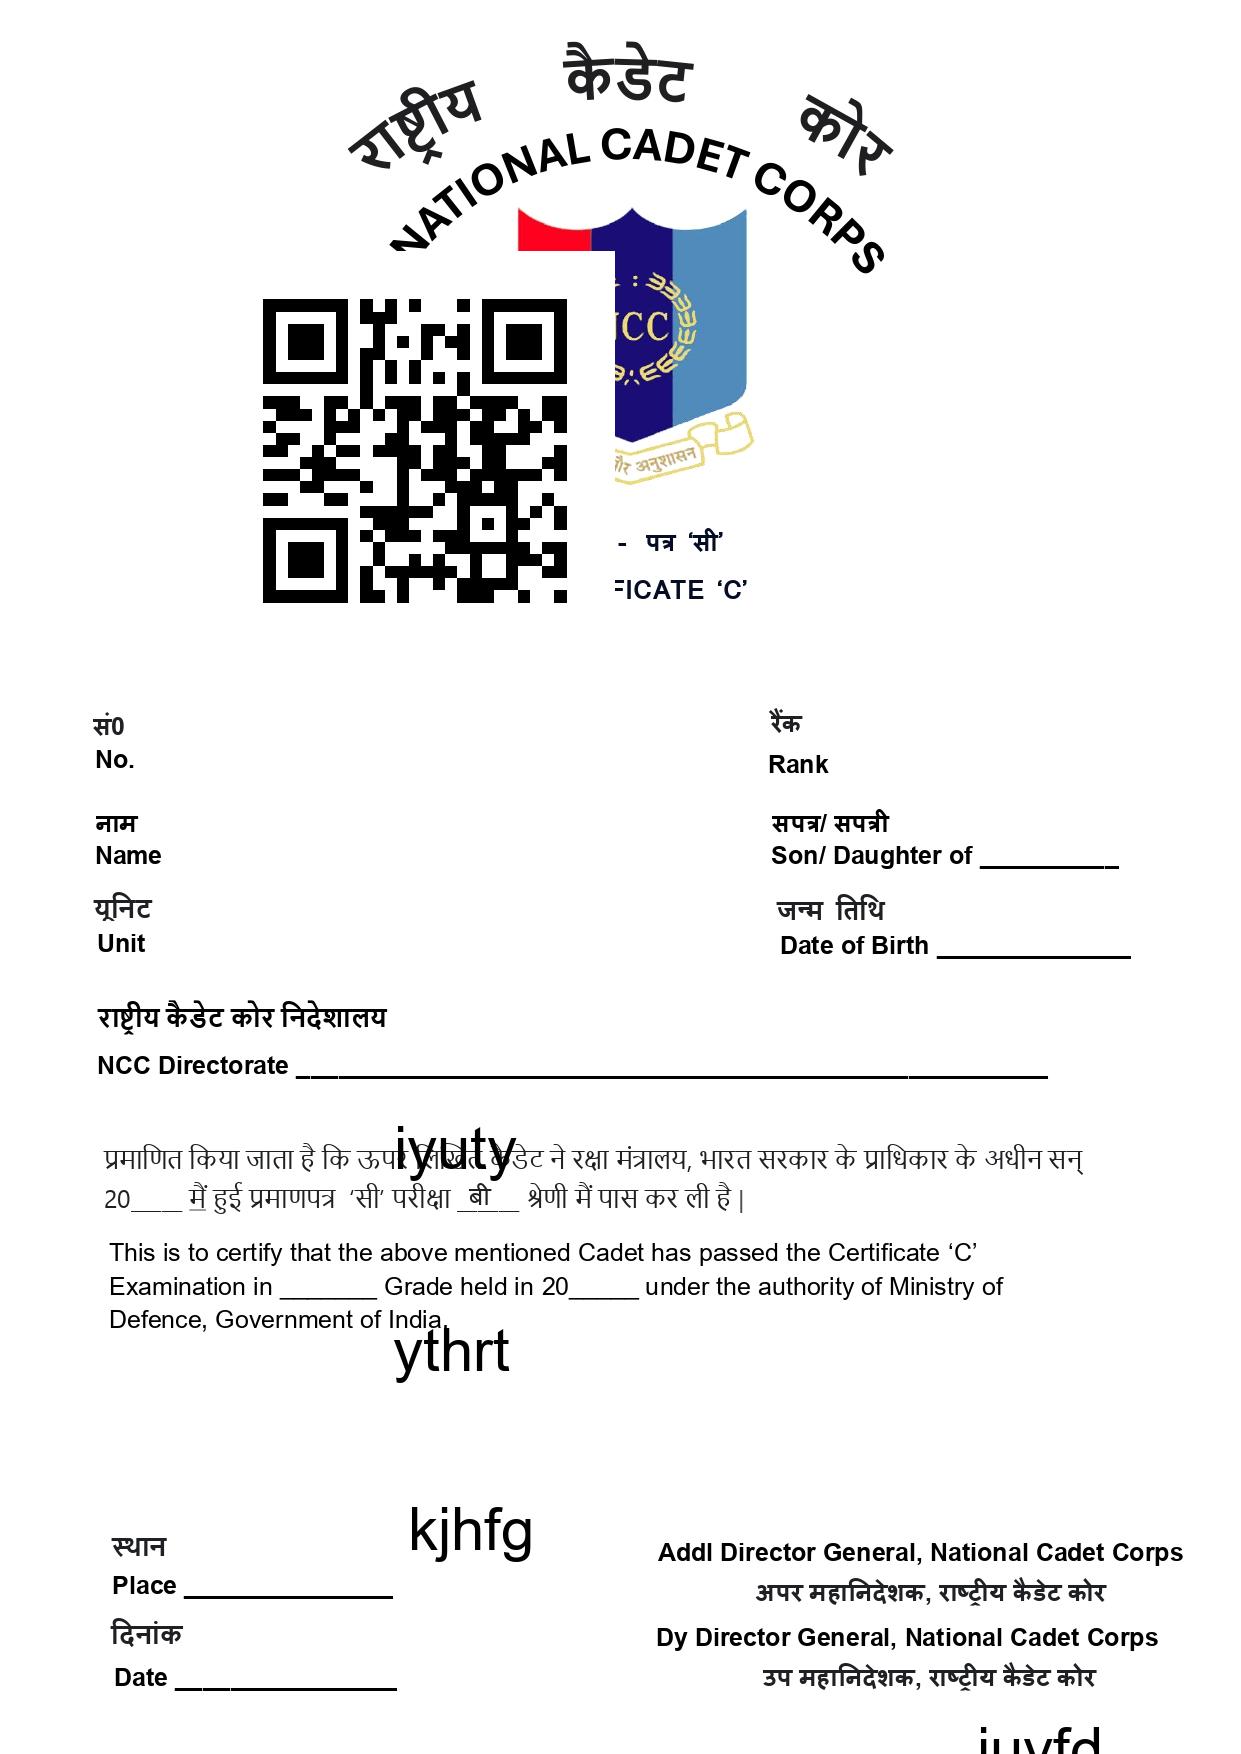 राष्ट्रीय कैडेट कोर
NATIONAL CADET CORPS
अनुशासन
- पत्र ‘सी’
FICATE ‘C’
सं0
No.
रैंक
Rank
नाम
Name
सपत्र/ सपत्री
Son/ Daughter of __________
यूनिट
Unit
जन्म तिथि
Date of Birth ______________
राष्ट्रीय कैडेट कोर निदेशालय
NCC Directorate ______________________________________________________
iyuty
प्रमाणित किया जाता है कि ऊपर लिखित कैडेट ने रक्षा मंत्रालय, भारत सरकार के प्राधिकार के अधीन सन्
20____ मैं हुई प्रमाणपत्र ‘सी’ परीक्षा __बी__ श्रेणी मैं पास कर ली है |
This is to certify that the above mentioned Cadet has passed the Certificate ‘C’
Examination in _______ Grade held in 20_____ under the authority of Ministry of
Defence, Government of India.
ythrt
kjhfg
स्थान
Place _______________
दिनांक
Date ________________
Addl Director General, National Cadet Corps
अपर महानिदेशक, राष्ट्रीय कैडेट कोर
Dy Director General, National Cadet Corps
उप महानिदेशक, राष्ट्रीय कैडेट कोर